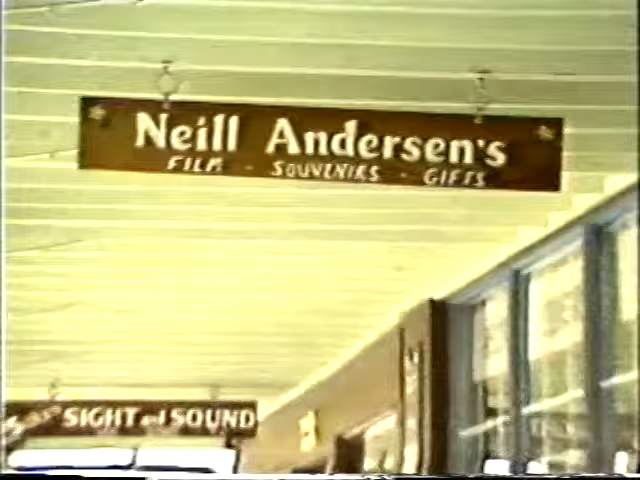 Neill Andersen's
FILM - SOUVENIRS - GIFTS
SIGHT and SOUND